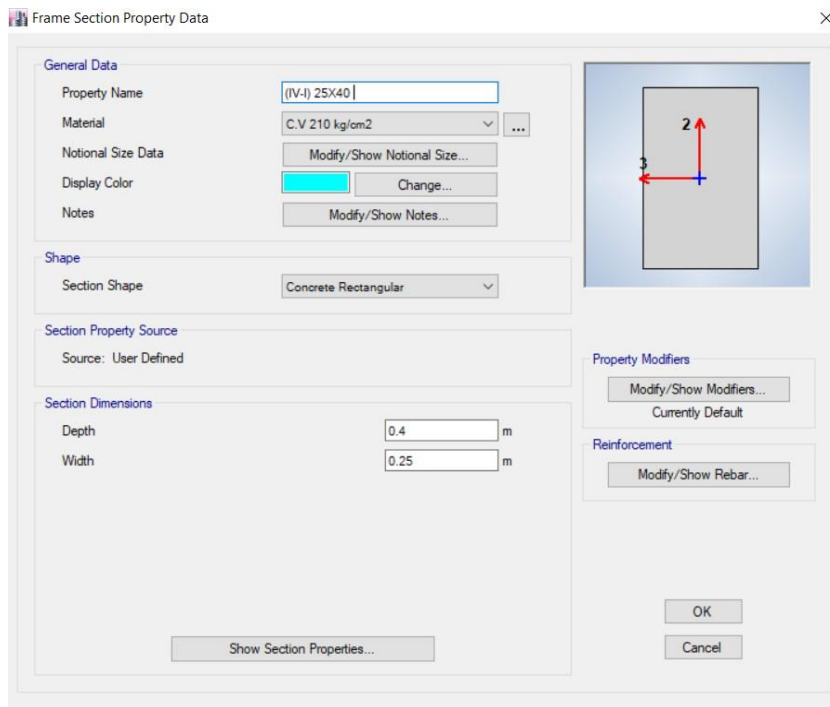 Frame Section Property Data
General Data
Property Name (IV-I) 25X40
Material C.V 210 kg/cm2 ...
Notional Size Data Modify/Show Notional Size...
Display Color Change...
Notes Modify/Show Notes...
Shape
Section Shape Concrete Rectangular
Section Property Source
Source: User Defined
Section Dimensions
Depth 0.4 m
Width 0.25 m
Show Section Properties...
2
3
Property Modifiers
Modify/Show Modifiers...
Currently Default
Reinforcement
Modify/Show Rebar...
OK
Cancel